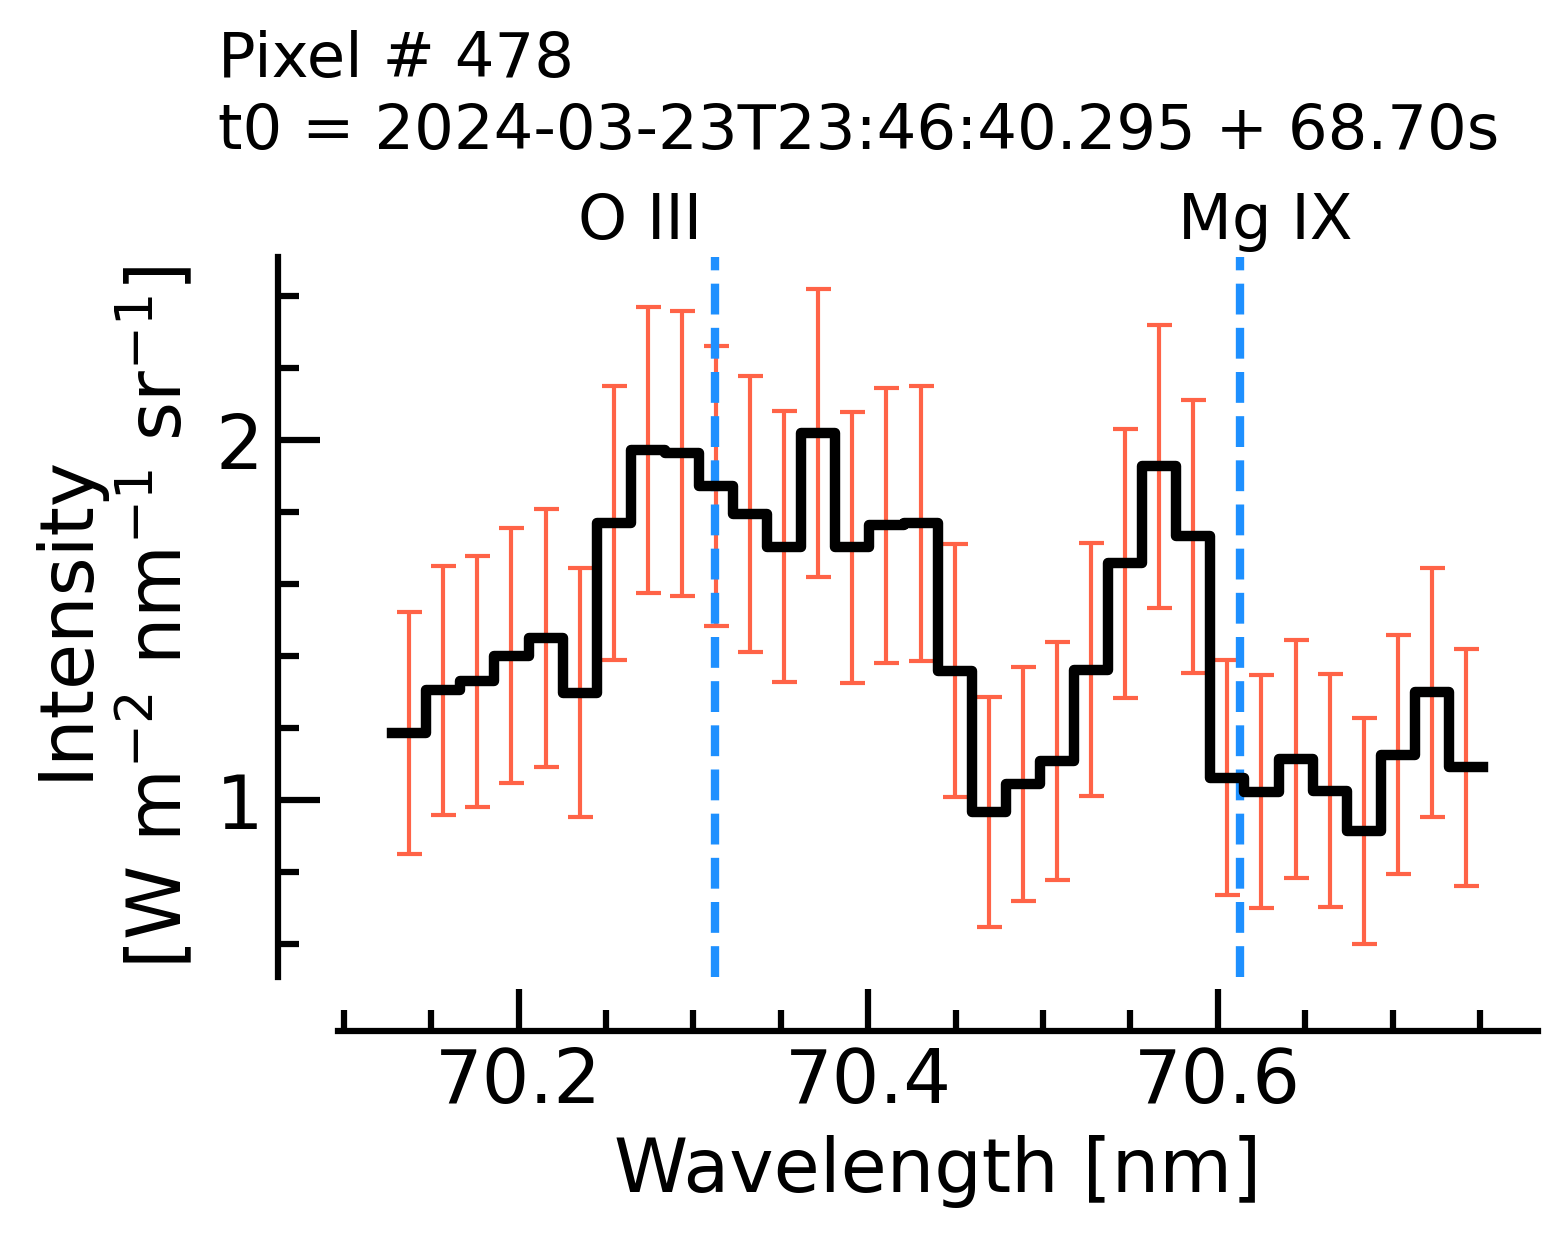 Pixel # 478
t0 = 2024-03-23T23:46:40.295 + 68.70s
O III
Mg IX
Intensity
[W m⁻² nm⁻¹ sr⁻¹]
2
1
70.2
70.4
70.6
Wavelength [nm]